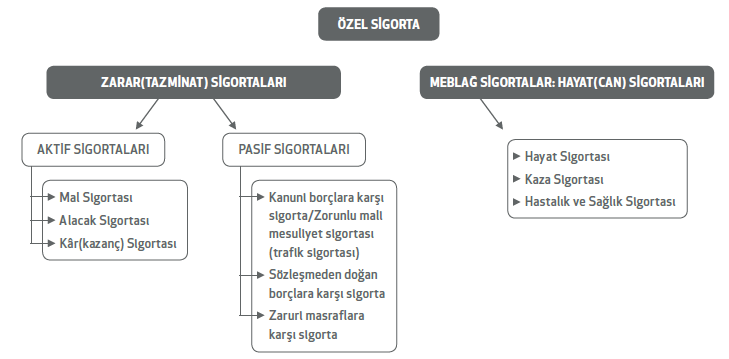 ÖZEL SİGORTA
ZARAR(TAZMİNAT) SİGORTALARI
MEBLAĞ SİGORTALAR: HAYAT(CAN) SİGORTALARI
AKTİF SİGORTALARI
Mal Sigortası
Alacak Sigortası
Kâr(kazanç) Sigortası
PASİF SİGORTALARI
Kanuni borçlara karşı
sigorta/Zorunlu mali
mesuliyet sigortası
(trafik sigortası)
Sözleşmeden doğan
borçlara karşı sigorta
Zaruri masraflara
karşı sigorta
Hayat Sigortası
Kaza Sigortası
Hastalık ve Sağlık Sigortası